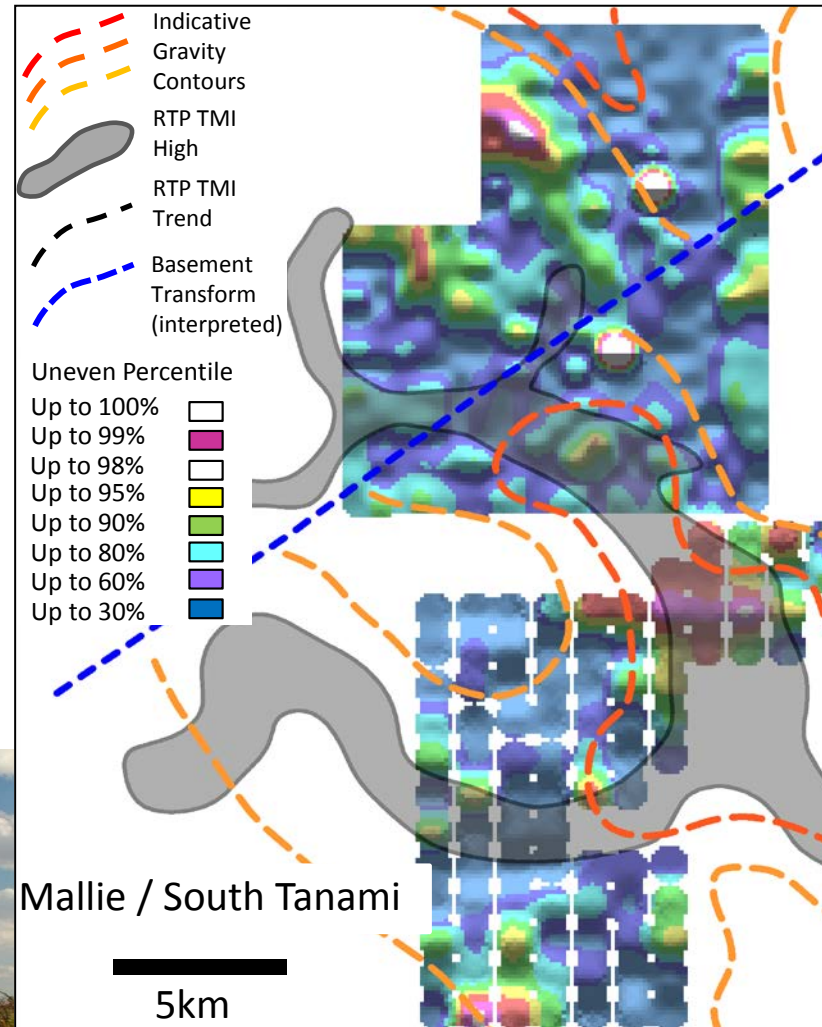 Indicative
Gravity
Contours
RTP TMI
High
RTP TMI
Trend
Basement
Transform
(interpreted)
Uneven Percentile
Up to 100%
Up to 99%
Up to 98%
Up to 95%
Up to 90%
Up to 80%
Up to 60%
Up to 30%
Mallie / South Tanami
5km